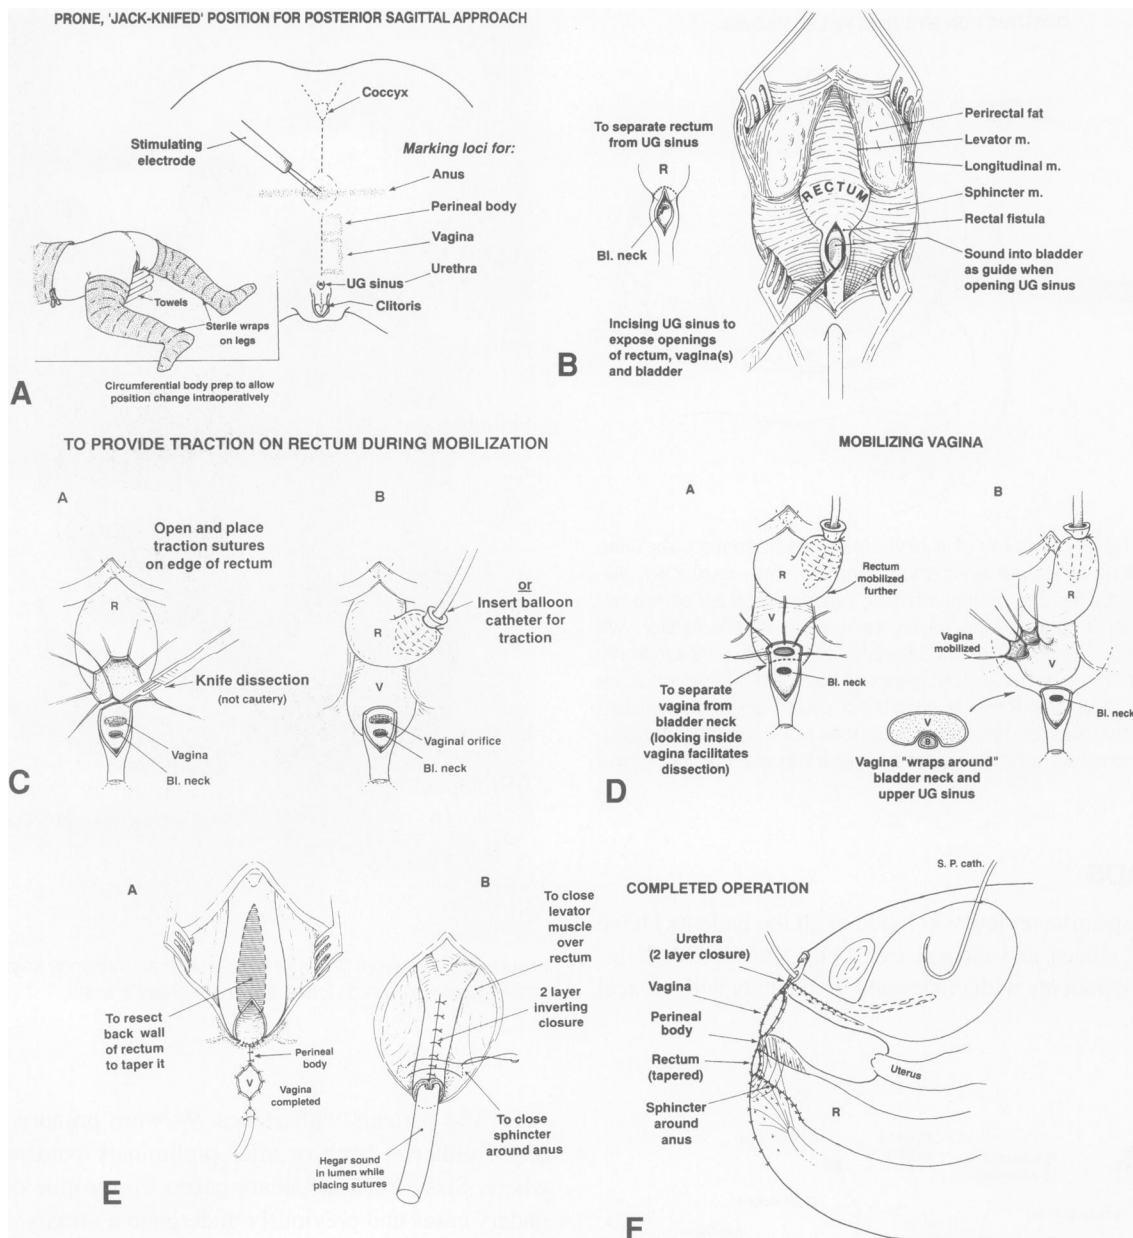 PRONE, 'JACK-KNIFED' POSITION FOR POSTERIOR SAGITTAL APPROACH
Coccyx
Stimulating
electrode
Marking loci for:
Anus
Perineal body
Vagina
Urethra
UG sinus
Clitoris
Towels
Sterile wraps
on legs
Circumferential body prep to allow
position change intraoperatively
A
To separate rectum
from UG sinus
R
Bl. neck
RECTUM
Perirectal fat
Levator m.
Longitudinal m.
Sphincter m.
Rectal fistula
Sound into bladder
as guide when
opening UG sinus
Incising UG sinus to
expose openings
of rectum, vagina(s)
and bladder
B
TO PROVIDE TRACTION ON RECTUM DURING MOBILIZATION
A
Open and place
traction sutures
on edge of rectum
R
Knife dissection
(not cautery)
Vagina
Bl. neck
B
or
Insert balloon
catheter for
traction
R
V
Vaginal orifice
Bl. neck
C
MOBILIZING VAGINA
A
R
Rectum
mobilized
further
V
Bl. neck
To separate
vagina from
bladder neck
(looking inside
vagina facilitates
dissection)
B
R
Vagina
mobilized
V
Bl. neck
V
B
Vagina "wraps around"
bladder neck and
upper UG sinus
D
A
To resect
back wall
of rectum
to taper it
Perineal
body
V
Vagina
completed
B
To close
levator
muscle
over
rectum
2 layer
inverting
closure
To close
sphincter
around anus
Hegar sound
in lumen while
placing sutures
E
COMPLETED OPERATION
S. P. cath.
Urethra
(2 layer closure)
Vagina
Perineal
body
Rectum
(tapered)
Sphincter
around
anus
Uterus
R
F